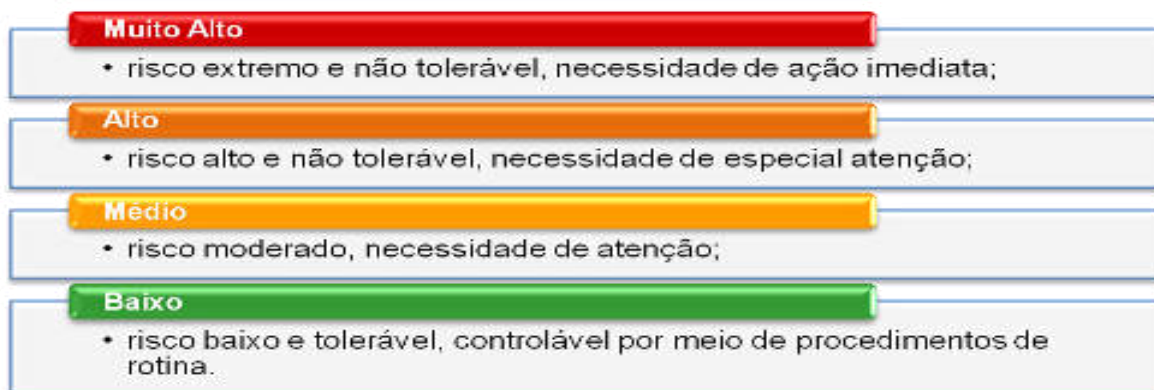 Muito Alto
• risco extremo e não tolerável, necessidade de ação imediata;
Alto
• risco alto e não tolerável, necessidade de especial atenção;
Médio
• risco moderado, necessidade de atenção;
Baixo
• risco baixo e tolerável, controlável por meio de procedimentos de
rotina.